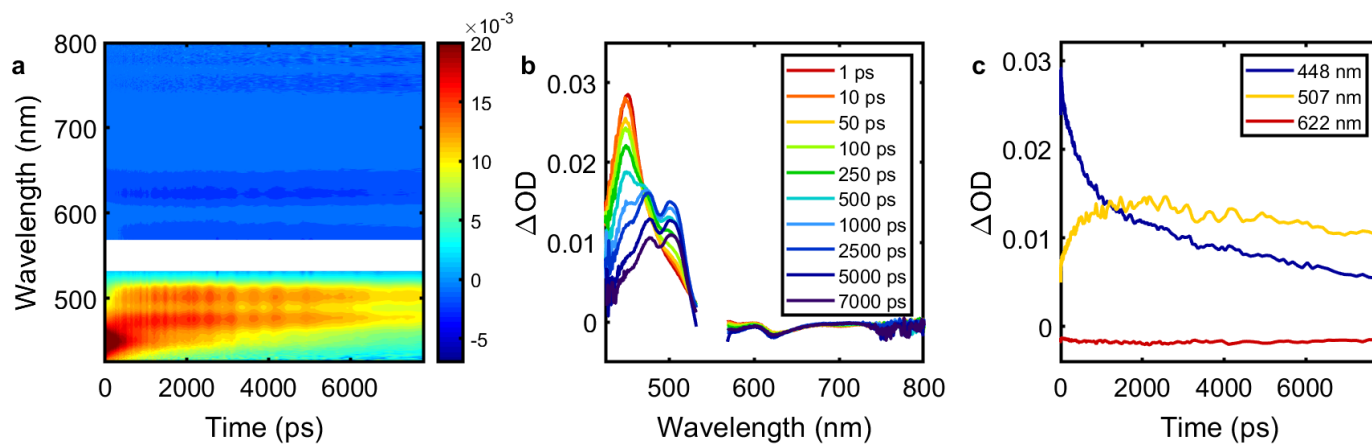 a
800
700
600
500
Wavelength (nm)
0
2000
4000
6000
Time (ps)
×10⁻³
20
15
10
5
0
-5
b
0.03
0.02
0.01
0
ΔOD
500
600
700
800
Wavelength (nm)
1 ps
10 ps
50 ps
100 ps
250 ps
500 ps
1000 ps
2500 ps
5000 ps
7000 ps
c
0.03
0.02
0.01
0
ΔOD
0
2000
4000
6000
Time (ps)
448 nm
507 nm
622 nm